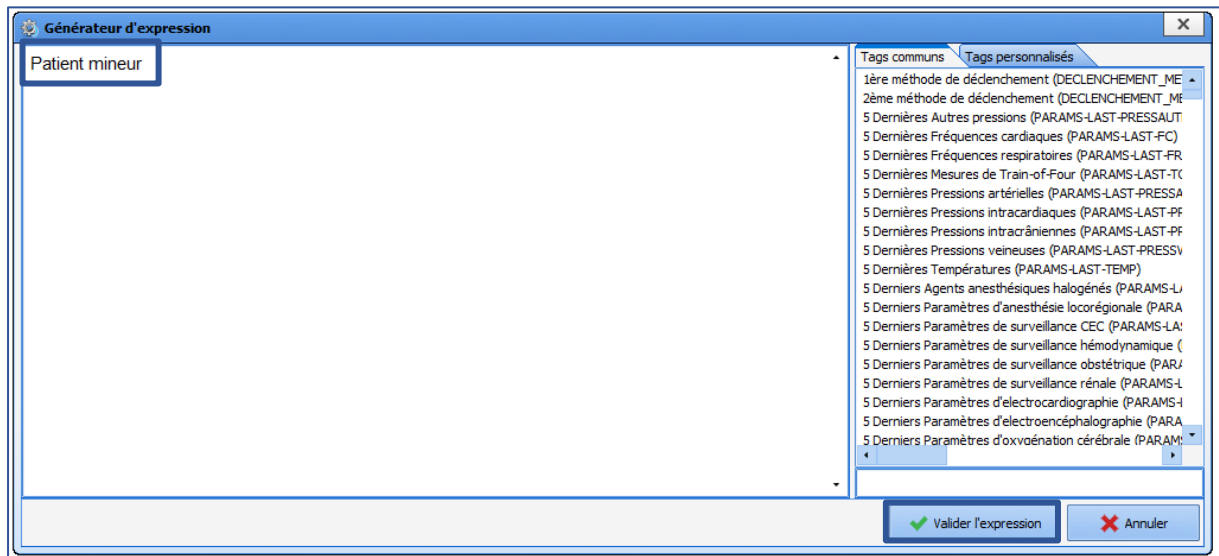 Générateur d'expression
Patient mineur
Tags communs
Tags personnalisés
1ère méthode de déclenchement (DECLENCHEMENT_ME
2ème méthode de déclenchement (DECLENCHEMENT_ME
5 Dernières Autres pressions (PARAMS-LAST-PRESSAUT
5 Dernières Fréquences cardiaques (PARAMS-LAST-FC)
5 Dernières Fréquences respiratoires (PARAMS-LAST-FR
5 Dernières Mesures de Train-of-Four (PARAMS-LAST-TO
5 Dernières Pressions artérielles (PARAMS-LAST-PRESSA
5 Dernières Pressions intracardiaques (PARAMS-LAST-PR
5 Dernières Pressions intracrâniennes (PARAMS-LAST-PR
5 Dernières Pressions veineuses (PARAMS-LAST-PRESSV
5 Dernières Températures (PARAMS-LAST-TEMP)
5 Derniers Agents anesthésiques halogénés (PARAMS-LA
5 Derniers Paramètres d'anesthésie locorégionale (PARA
5 Derniers Paramètres de surveillance CEC (PARAMS-LAS
5 Derniers Paramètres de surveillance hémodynamique (
5 Derniers Paramètres de surveillance obstétrique (PARA
5 Derniers Paramètres de surveillance rénale (PARAMS-L
5 Derniers Paramètres d'electrocardiographie (PARAMS-L
5 Derniers Paramètres d'electroencéphalographie (PARA
5 Derniers Paramètres d'oxygénation cérébrale (PARAMS
Valider l'expression
Annuler